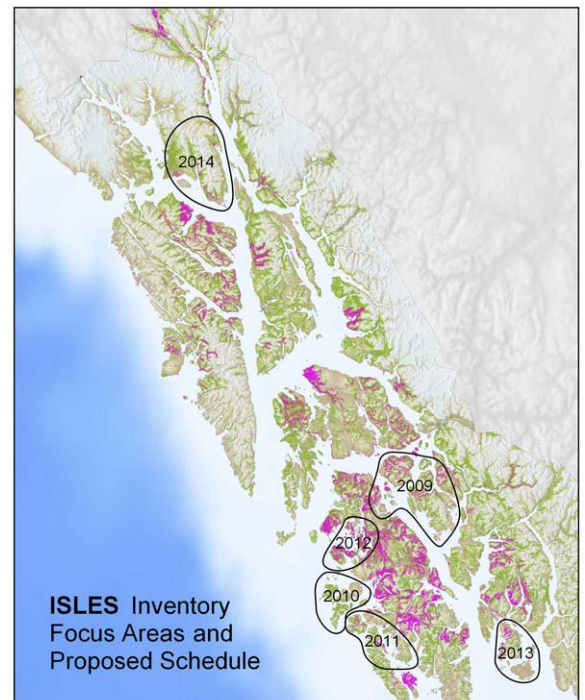 2014
2009
2012
2010
2011
2013
ISLES Inventory
Focus Areas and
Proposed Schedule